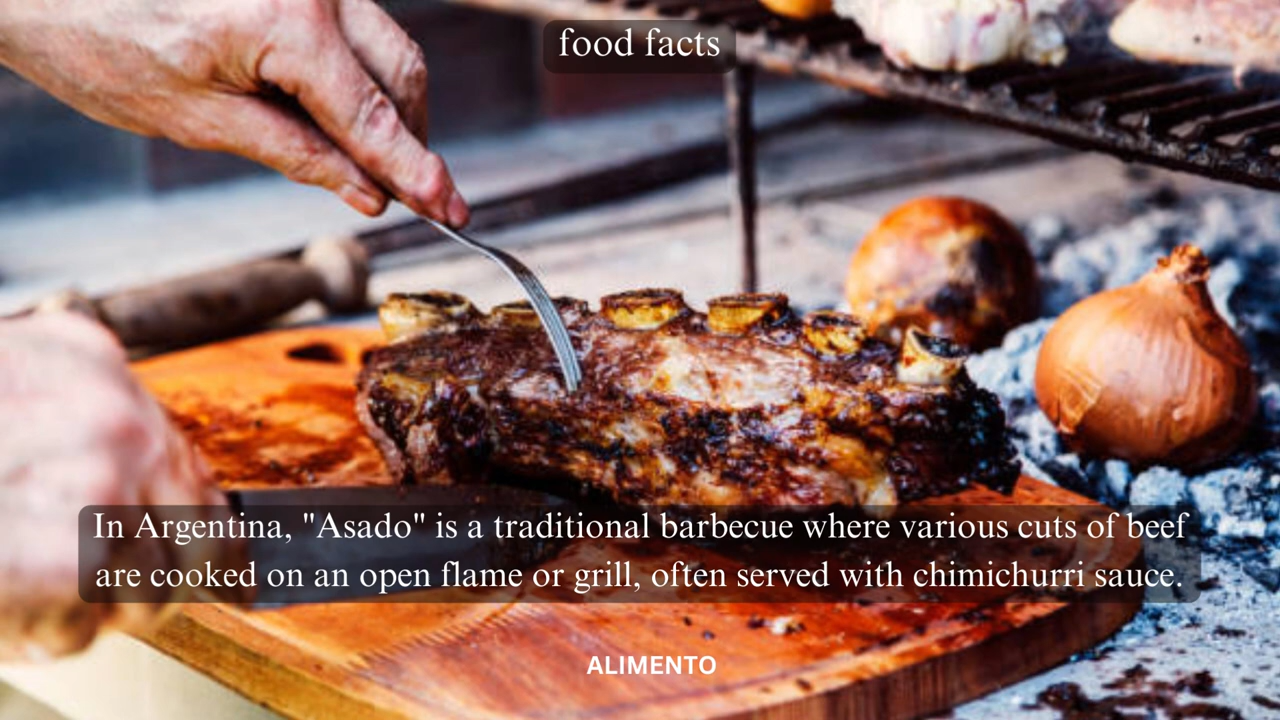 food facts
In Argentina, "Asado" is a traditional barbecue where various cuts of beef
are cooked on an open flame or grill, often served with chimichurri sauce.
ALIMENTO